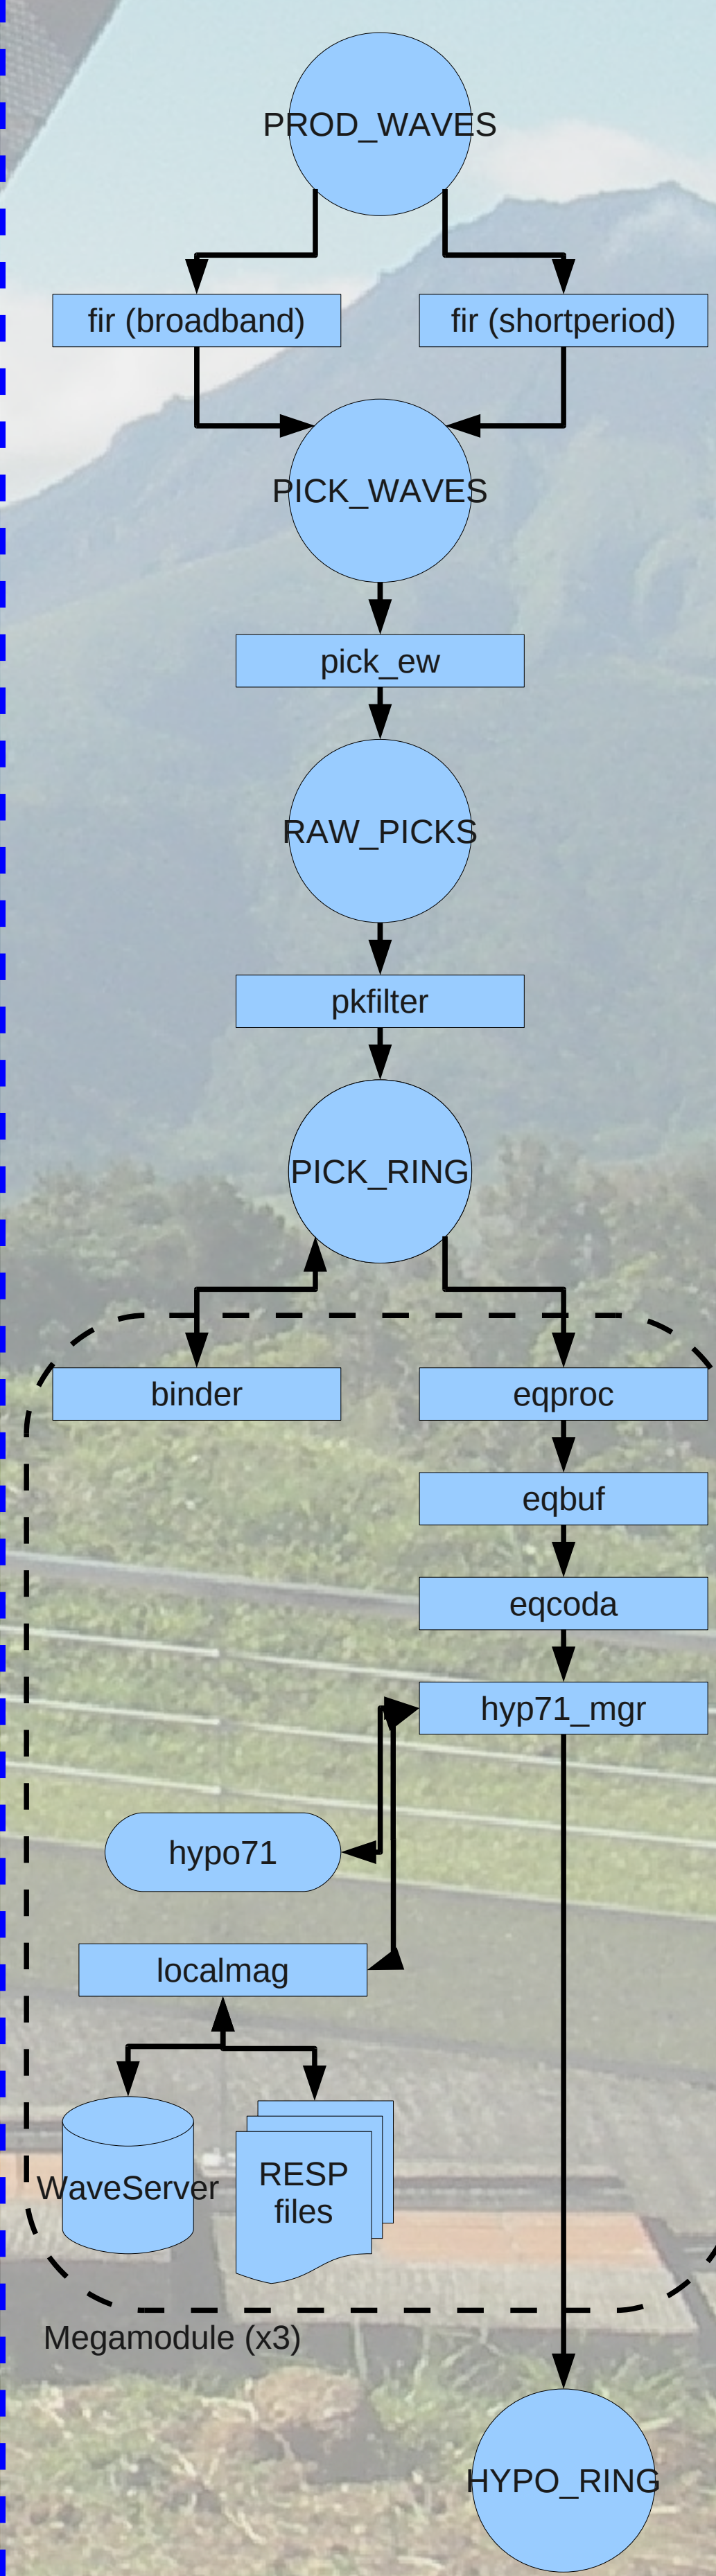 PROD_WAVES
fir (broadband)
fir (shortperiod)
PICK_WAVES
pick_ew
RAW_PICKS
pkfilter
PICK_RING
binder
eqproc
eqbuf
eqcoda
hyp71_mgr
hypo71
localmag
WaveServer
RESP
files
Megamodule (x3)
HYPO_RING